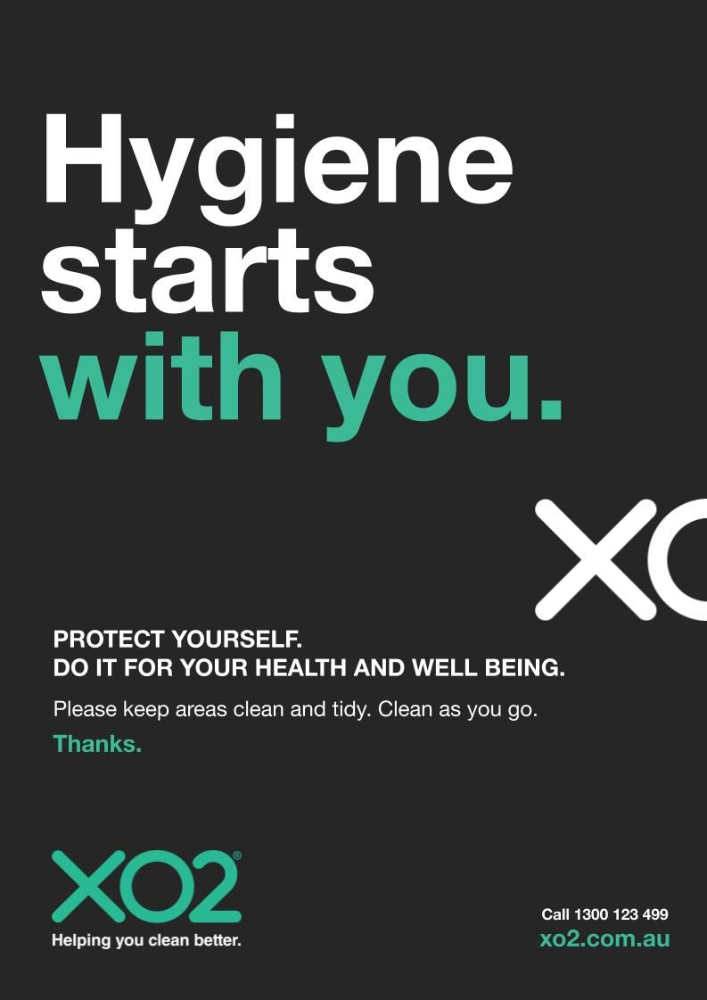 Hygiene
starts
with you.
XO
PROTECT YOURSELF.
DO IT FOR YOUR HEALTH AND WELL BEING.
Please keep areas clean and tidy. Clean as you go.
Thanks.
XO2®
Helping you clean better.
Call 1300 123 499
xo2.com.au